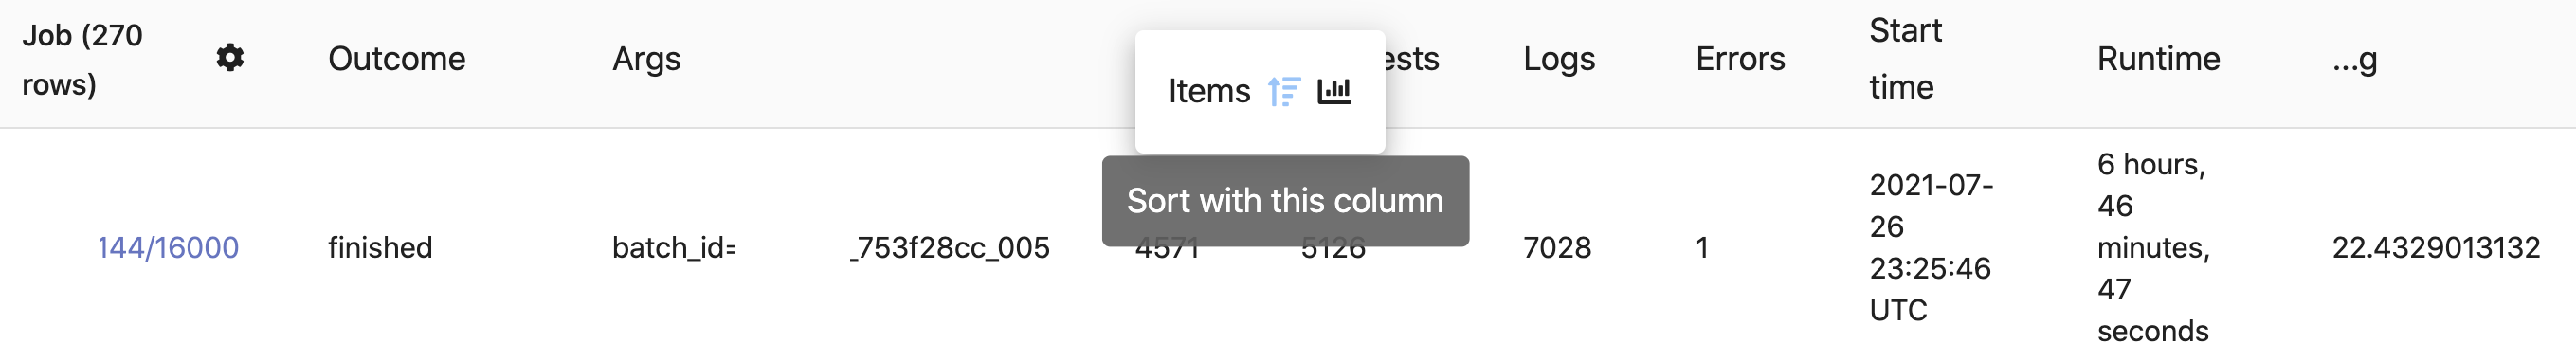 Job (270
rows)
Outcome
Args
Items
ests
Logs
Errors
Start
time
Runtime
...g
Sort with this column
144/16000
finished
batch_id=
_753f28cc_005
4571
5126
7028
1
2021-07-
26
23:25:46
UTC
6 hours,
46
minutes,
47
seconds
22.4329013132